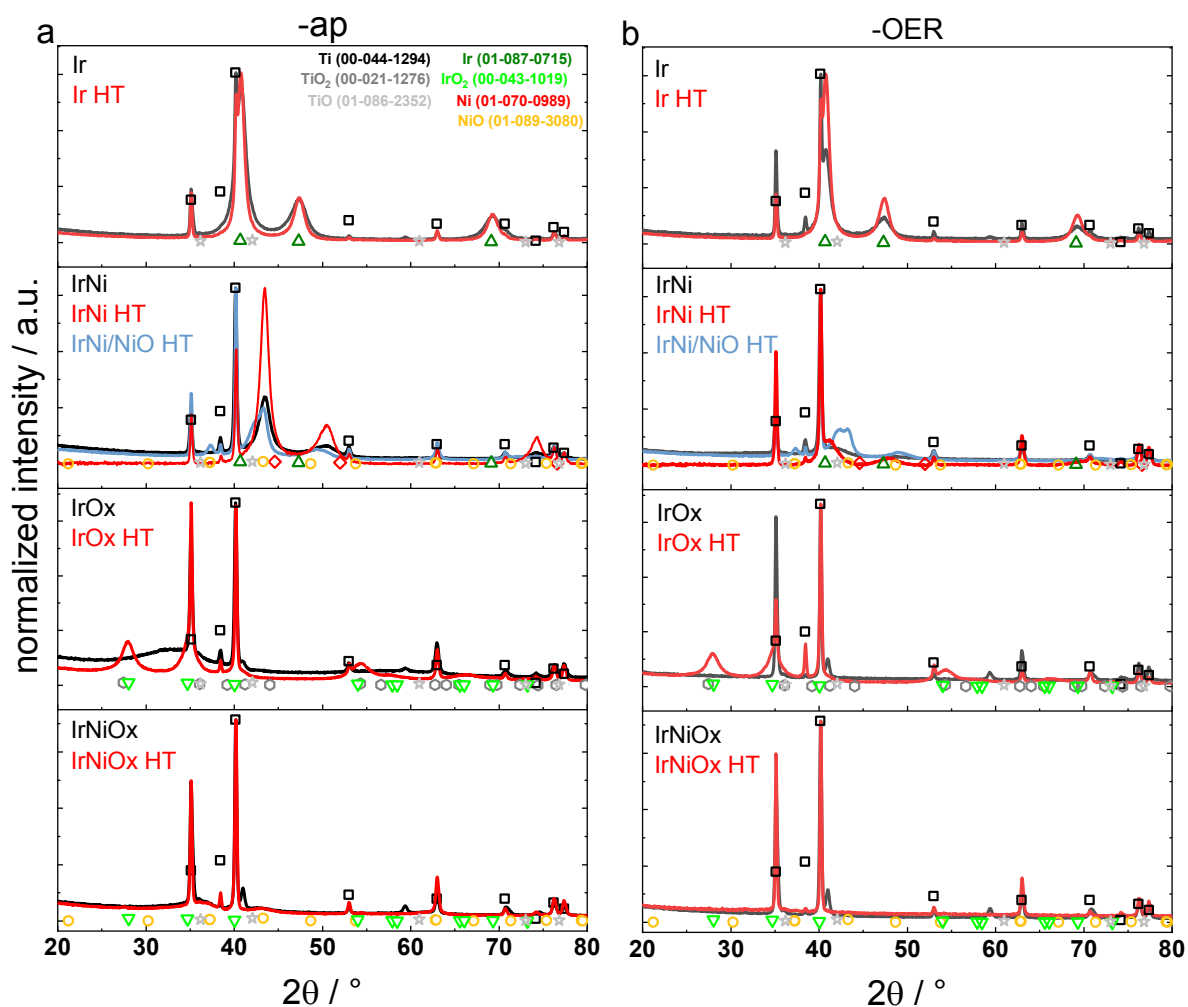 a
-ap
b
-OER
normalized intensity / a.u.
Ir
Ir HT
Ti (00-044-1294)
Ir (01-087-0715)
TiO2 (00-021-1276)
IrO2 (00-043-1019)
TiO (01-086-2352)
Ni (01-070-0989)
NiO (01-089-3080)
IrNi
IrNi HT
IrNi/NiO HT
IrOx
IrOx HT
IrNiOx
IrNiOx HT
20 30 40 50 60 70 80
2θ / °
Ir
Ir HT
IrNi
IrNi HT
IrNi/NiO HT
IrOx
IrOx HT
IrNiOx
IrNiOx HT
20 30 40 50 60 70 80
2θ / °